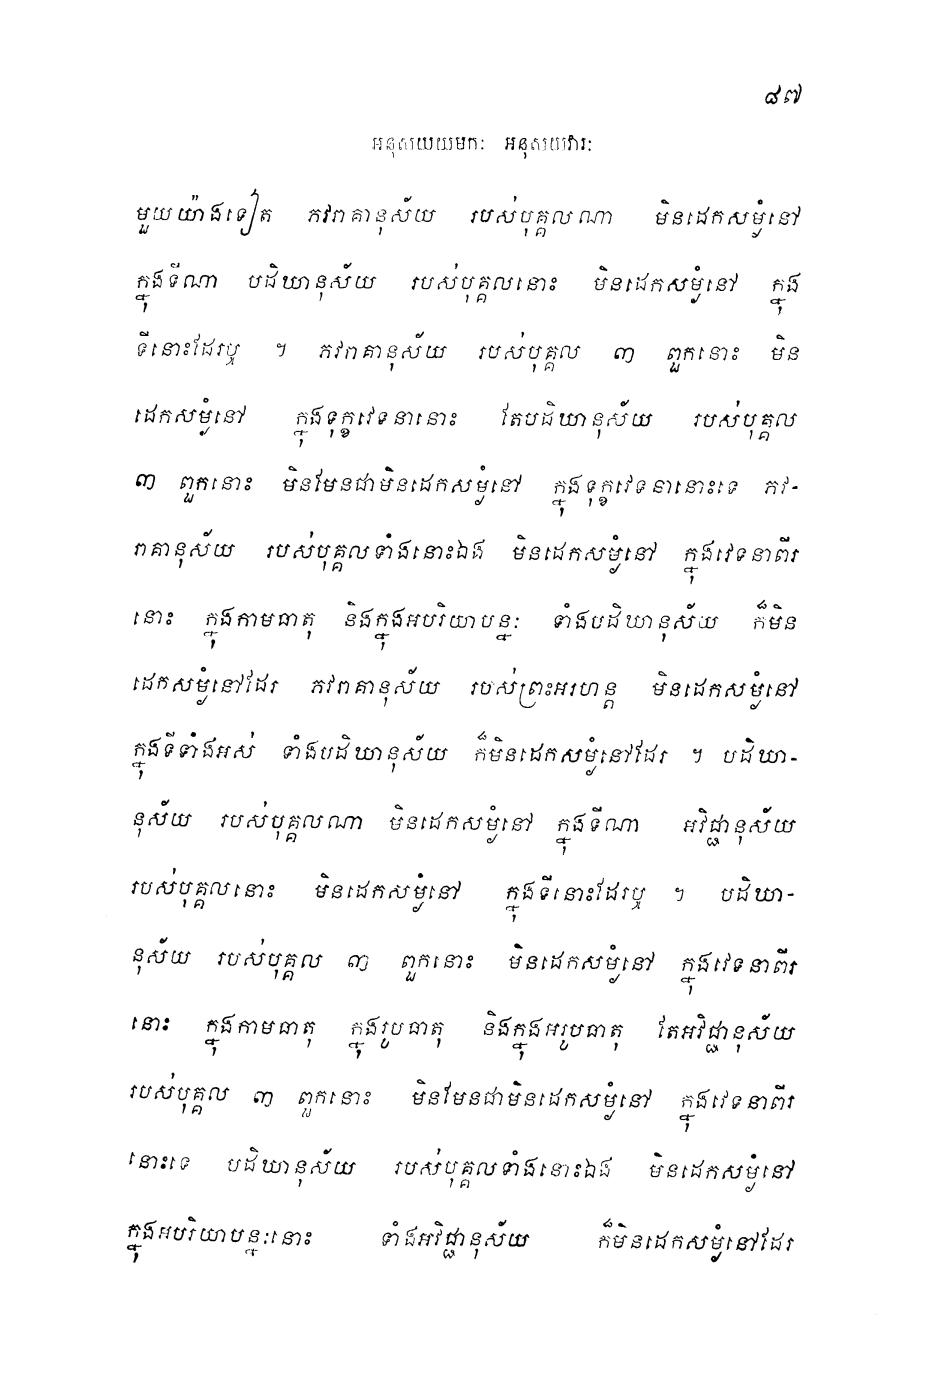 ៨៧
អនុសយយមកៈ អនុសយវារៈ
មួយយ៉ាងទៀត ភវរាគានុស័យ របស់បុគ្គលណា មិនដេកសម្ងំនៅ
ក្នុងទីណា បដិឃានុស័យ របស់បុគ្គលនោះ មិនដេកសម្ងំនៅ ក្នុង
ទីនោះដែរឬ ។ ភវរាគានុស័យ របស់បុគ្គល ៣ ពួកនោះ មិន
ដេកសម្ងំនៅ ក្នុងទុក្ខវេទនានោះ តែបដិឃានុស័យ របស់បុគ្គល
៣ ពួកនោះ មិនមែនជាមិនដេកសម្ងំនៅ ក្នុងទុក្ខវេទនានោះទេ ភវ-
រាគានុស័យ របស់បុគ្គលទាំងនោះឯង មិនដេកសម្ងំនៅ ក្នុងវេទនាពីរ
នោះ ក្នុងកាមធាតុ និងក្នុងអបរិយាបន្នៈ ទាំងបដិឃានុស័យ ក៏មិន
ដេកសម្ងំនៅដែរ ភវរាគានុស័យ របស់ព្រះអរហន្ត មិនដេកសម្ងំនៅ
ក្នុងទីទាំងអស់ ទាំងបដិឃានុស័យ ក៏មិនដេកសម្ងំនៅដែរ ។ បដិឃា-
នុស័យ របស់បុគ្គលណា មិនដេកសម្ងំនៅ ក្នុងទីណា អវិជ្ជានុស័យ
របស់បុគ្គលនោះ មិនដេកសម្ងំនៅ ក្នុងទីនោះដែរឬ ។ បដិឃា-
នុស័យ របស់បុគ្គល ៣ ពួកនោះ មិនដេកសម្ងំនៅ ក្នុងវេទនាពីរ
នោះ ក្នុងកាមធាតុ ក្នុងរូបធាតុ និងក្នុងអរូបធាតុ តែអវិជ្ជានុស័យ
របស់បុគ្គល ៣ ពួកនោះ មិនមែនជាមិនដេកសម្ងំនៅ ក្នុងវេទនាពីរ
នោះទេ បដិឃានុស័យ របស់បុគ្គលទាំងនោះឯង មិនដេកសម្ងំនៅ
ក្នុងអបរិយាបន្នៈនោះ ទាំងអវិជ្ជានុស័យ ក៏មិនដេកសម្ងំនៅដែរ